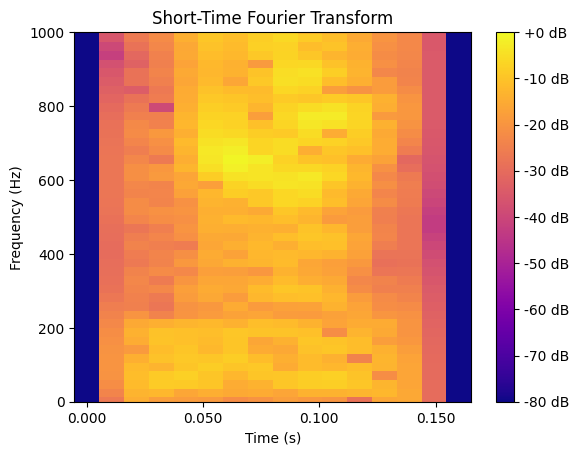 Short-Time Fourier Transform
1000
800
600
400
200
0
Frequency (Hz)
0.000
0.050
0.100
0.150
Time (s)
+0 dB
-10 dB
-20 dB
-30 dB
-40 dB
-50 dB
-60 dB
-70 dB
-80 dB